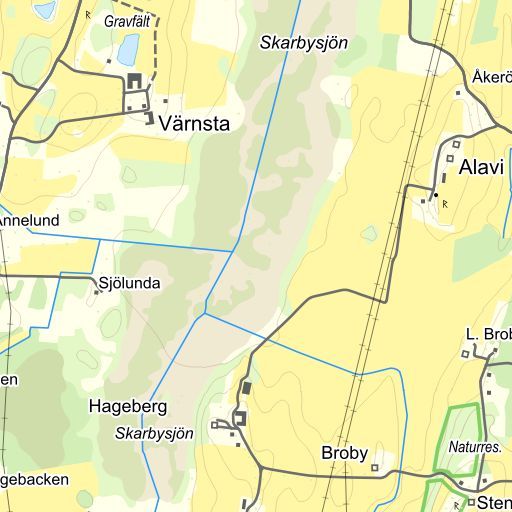 Gravfält
Skarbysjön
Åkerö
Värnsta
Alavi
R
R
Annelund
Sjölunda
L. Brob
en
Hageberg
Skarbysjön
Broby
Naturres.
gebacken
Sten
R